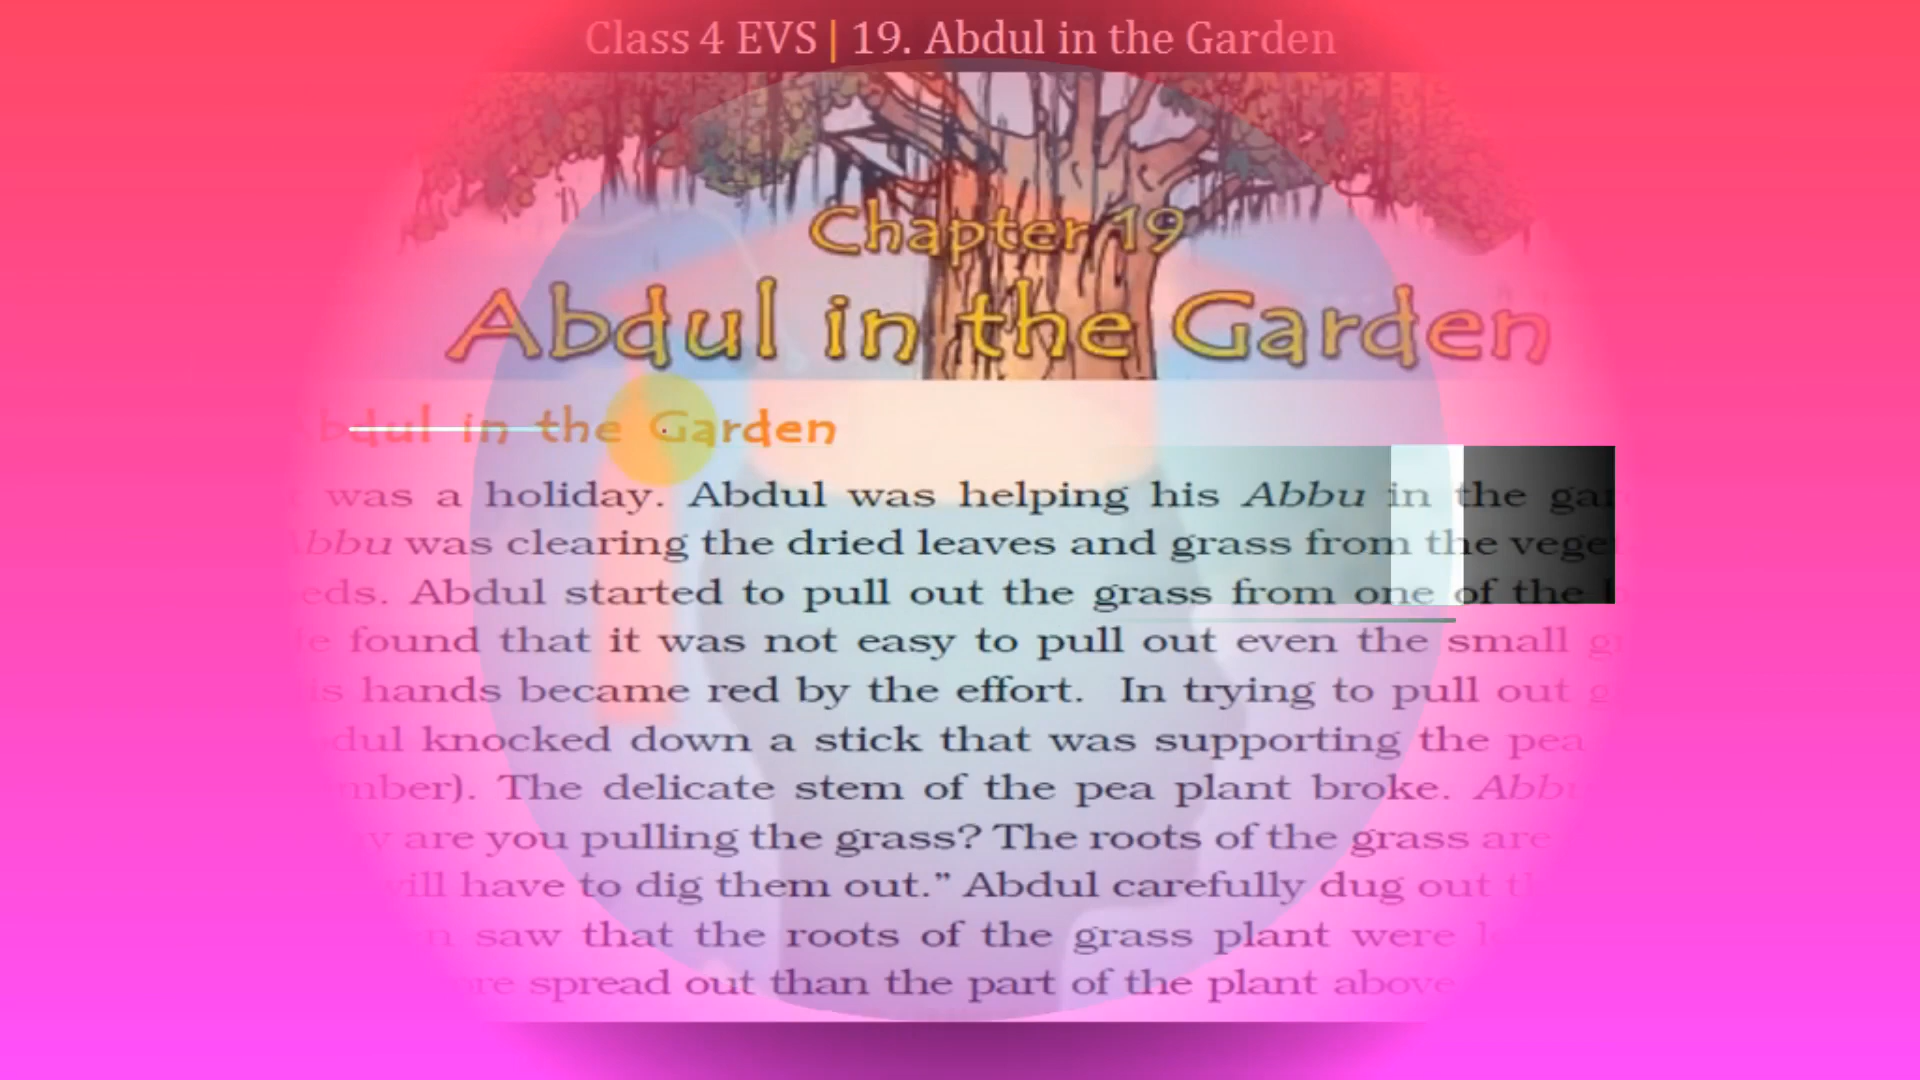 Class 4 EVS | 19. Abdul in the Garden
Chapter 19
Abdul in the Garden
bdul in the Garden
was a holiday. Abdul was helping his Abbu in the
bbu was clearing the dried leaves and grass from the vege
eds. Abdul started to pull out the grass from one of the
found that it was not easy to pull out even the small
hands became red by the effort. In trying to pull out
dul knocked down a stick that was supporting the pea
mber). The delicate stem of the pea plant broke. Abb
are you pulling the grass? The roots of the grass are
will have to dig them out.” Abdul carefully dug out
saw that the roots of the grass plant were
spread out than the part of the plant above